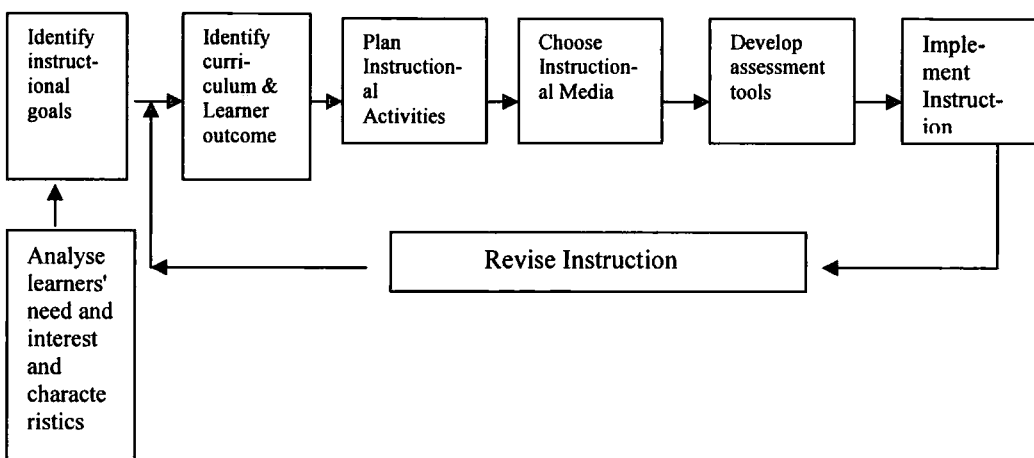 Identify
instruct-
ional
goals
Identify
curri-
culum &
Learner
outcome
Plan
Instruction-
al
Activities
Choose
Instruction-
al Media
Develop
assessment
tools
Imple-
ment
Instruct-
ion
Analyse
learners'
need and
interest
and
characte
ristics
Revise Instruction